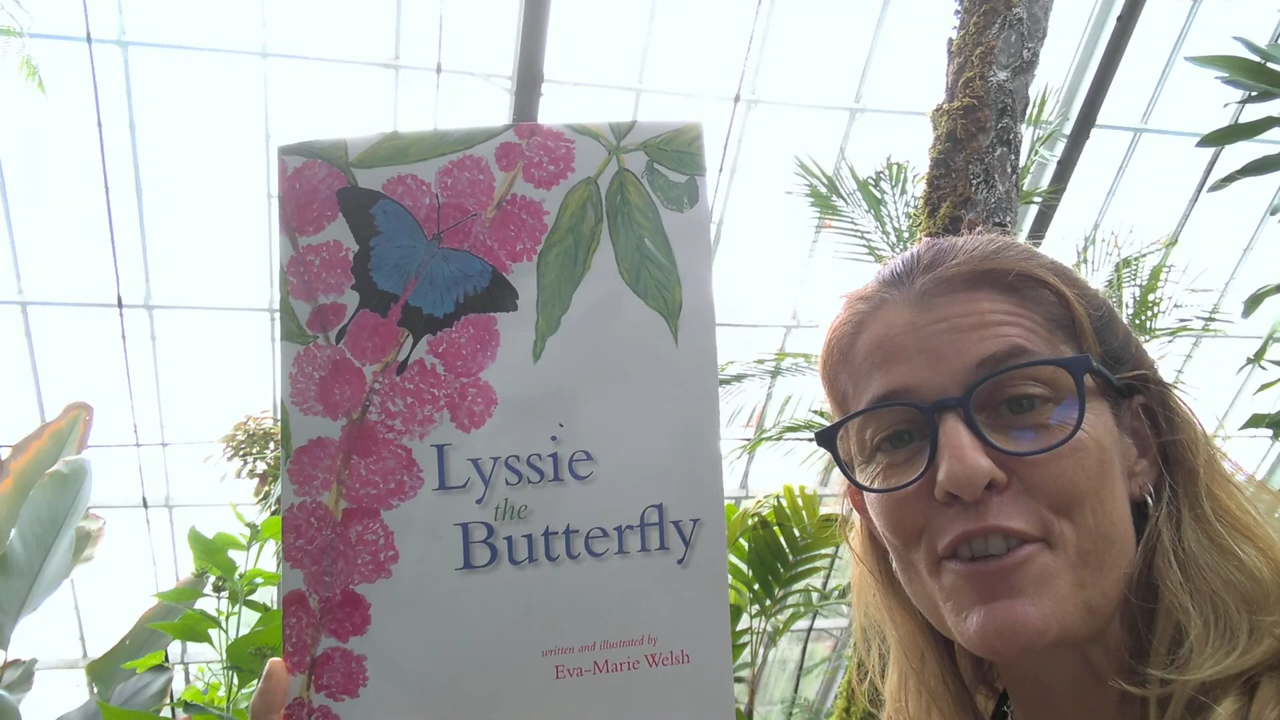 Lyssie
the
Butterfly
written and illustrated by
Eva-Marie Welsh